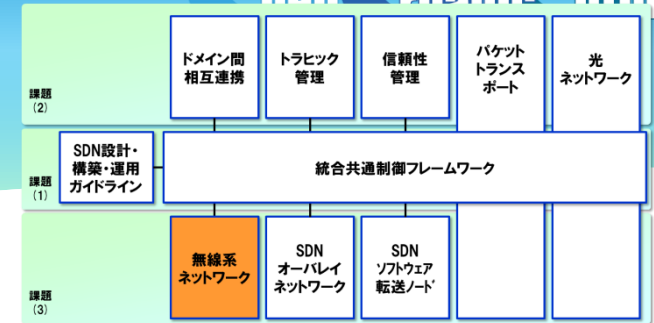 ドメイン間
相互連携
トラヒック
管理
信頼性
管理
パケット
トランス
ポート
光
ネットワーク
課題
(2)
SDN設計・
構築・運用
ガイドライン
統合共通制御フレームワーク
課題
(1)
無線系
ネットワーク
SDN
オーバレイ
ネットワーク
SDN
ソフトウェア
転送ノード
課題
(3)